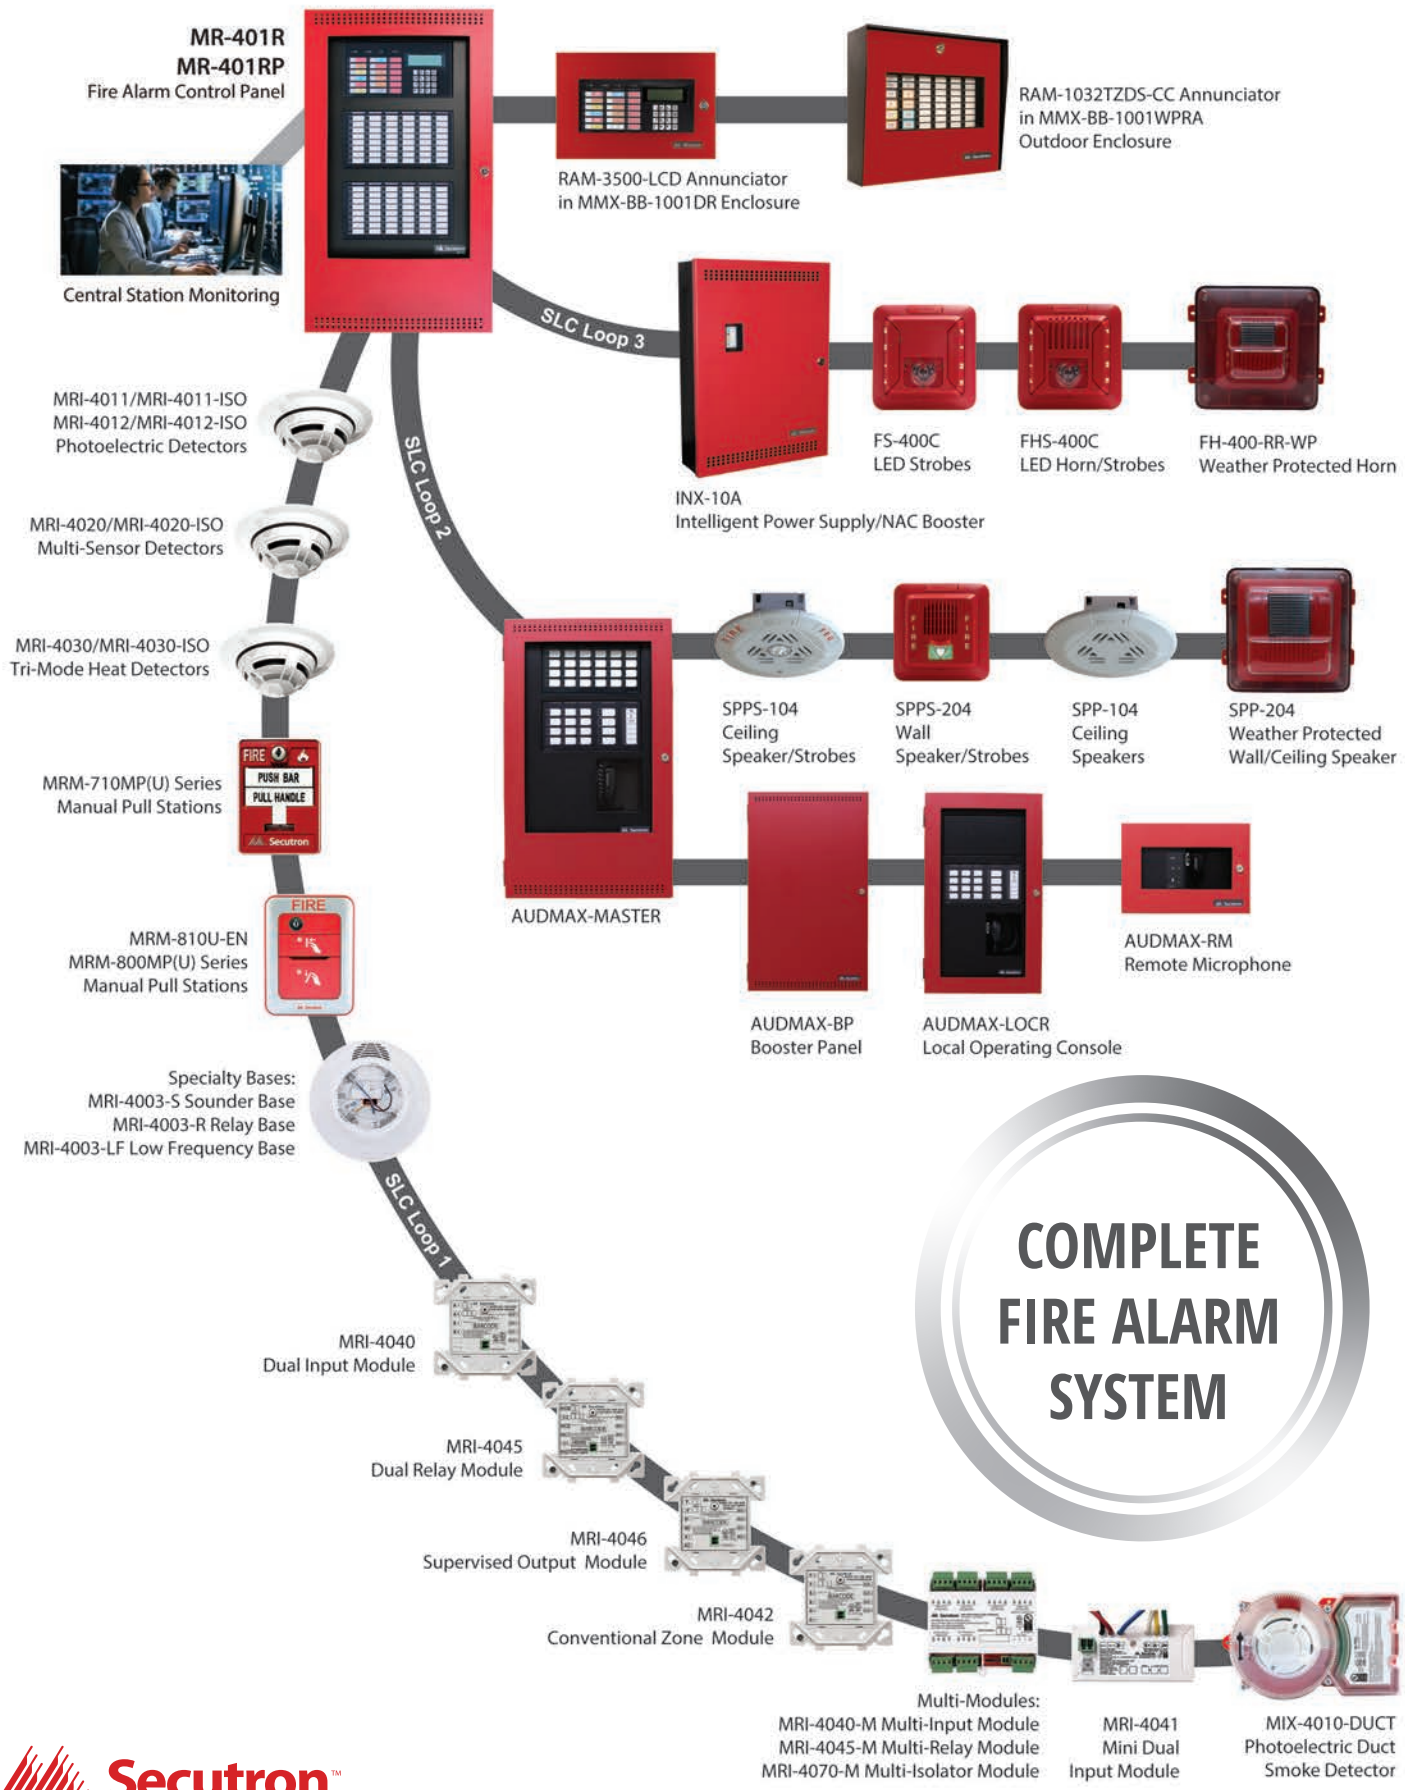 MR-401R
MR-401RP
Fire Alarm Control Panel
RAM-3500-LCD Annunciator
in MMX-BB-1001DR Enclosure
RAM-1032TZDS-CC Annunciator
in MMX-BB-1001WPRA
Outdoor Enclosure
Central Station Monitoring
SLC Loop 3
INX-10A
Intelligent Power Supply/NAC Booster
FS-400C
LED Strobes
FHS-400C
LED Horn/Strobes
FH-400-RR-WP
Weather Protected Horn
MRI-4011/MRI-4011-ISO
MRI-4012/MRI-4012-ISO
Photoelectric Detectors
SLC Loop 2
MRI-4020/MRI-4020-ISO
Multi-Sensor Detectors
MRI-4030/MRI-4030-ISO
Tri-Mode Heat Detectors
FIRE FIRE
FIRE FIRE
SPPS-104
Ceiling
Speaker/Strobes
SPPS-204
Wall
Speaker/Strobes
SPP-104
Ceiling
Speakers
SPP-204
Weather Protected
Wall/Ceiling Speaker
FIRE
PUSH BAR
PULL HANDLE
Secutron
MRM-710MP(U) Series
Manual Pull Stations
AUDMAX-MASTER
AUDMAX-BP
Booster Panel
AUDMAX-LOCR
Local Operating Console
AUDMAX-RM
Remote Microphone
FIRE
MRM-810U-EN
MRM-800MP(U) Series
Manual Pull Stations
Specialty Bases:
MRI-4003-S Sounder Base
MRI-4003-R Relay Base
MRI-4003-LF Low Frequency Base
SLC Loop 1
COMPLETE
FIRE ALARM
SYSTEM
MRI-4040
Dual Input Module
MRI-4045
Dual Relay Module
MRI-4046
Supervised Output Module
MRI-4042
Conventional Zone Module
Multi-Modules:
MRI-4040-M Multi-Input Module
MRI-4045-M Multi-Relay Module
MRI-4070-M Multi-Isolator Module
MRI-4041
Mini Dual
Input Module
MIX-4010-DUCT
Photoelectric Duct
Smoke Detector
Secutron™